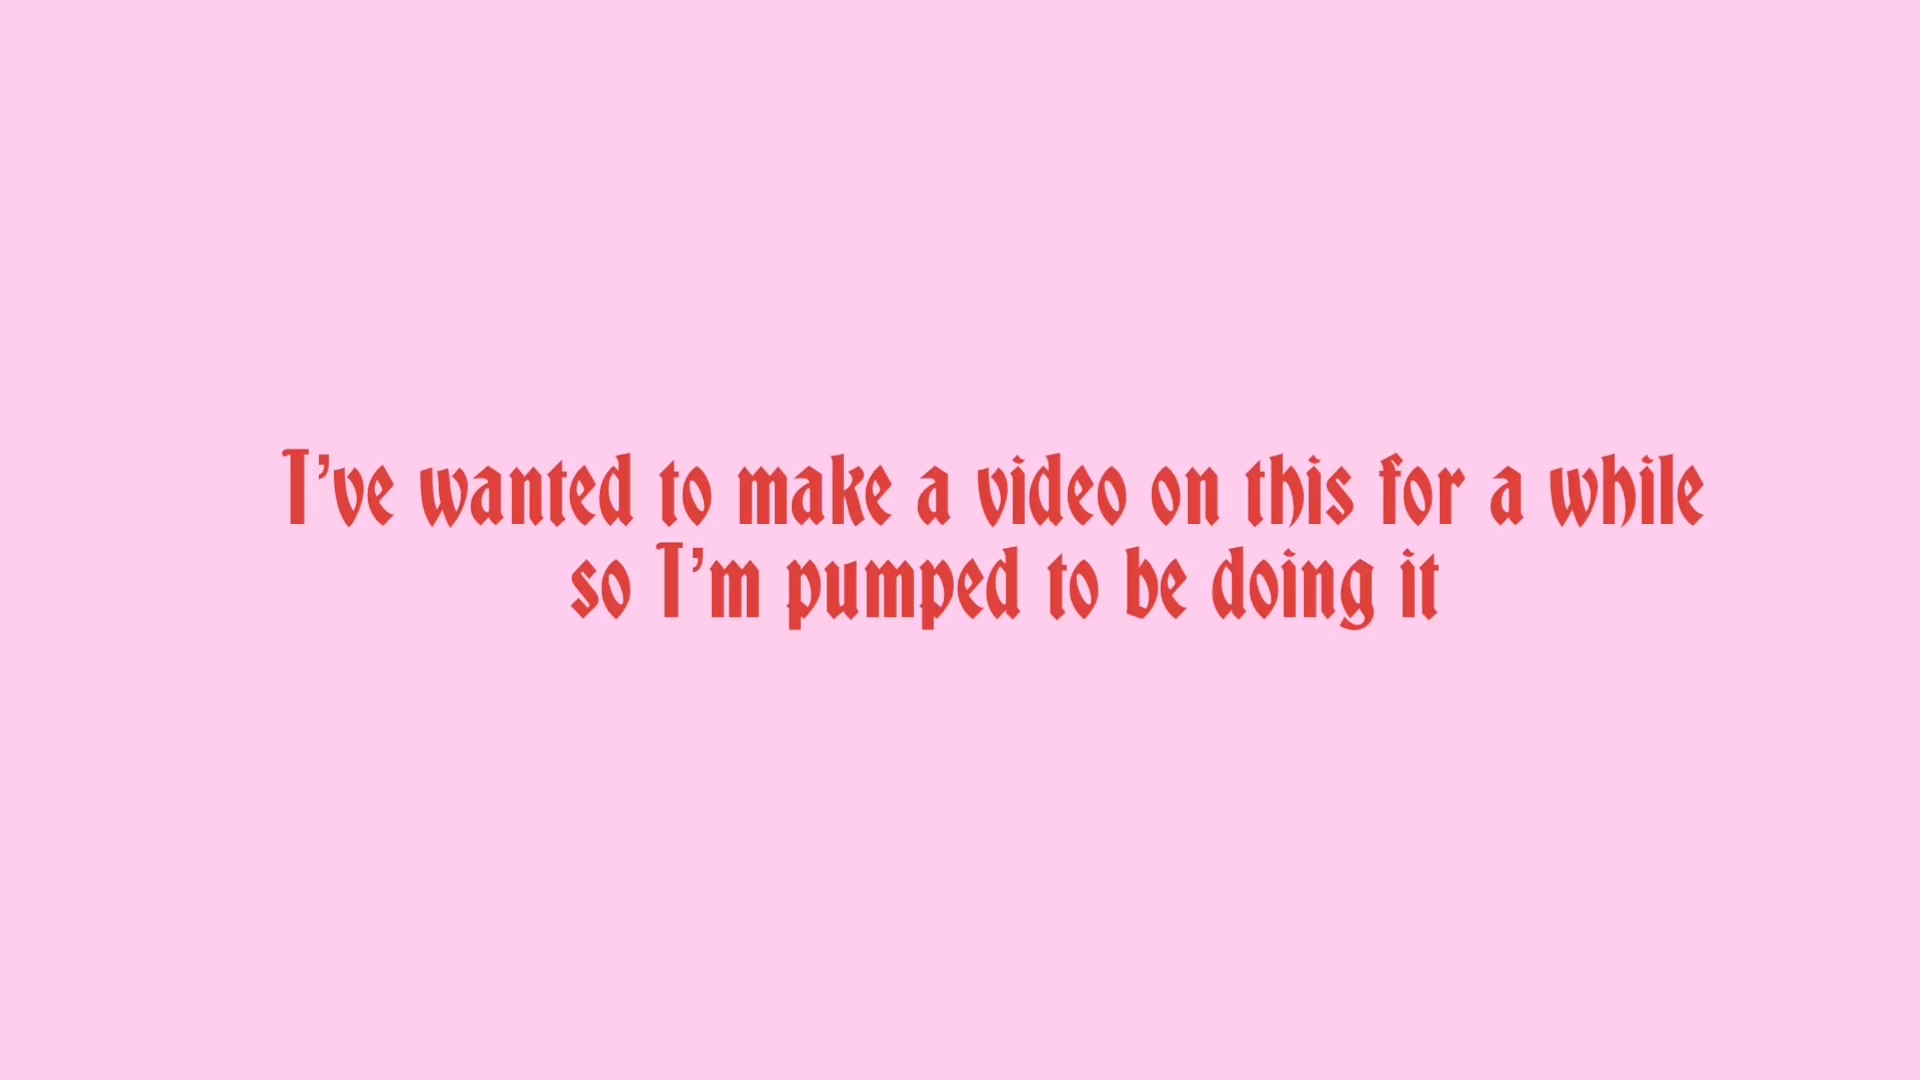 I’ve wanted to make a video on this for a while
so I’m pumped to be doing it